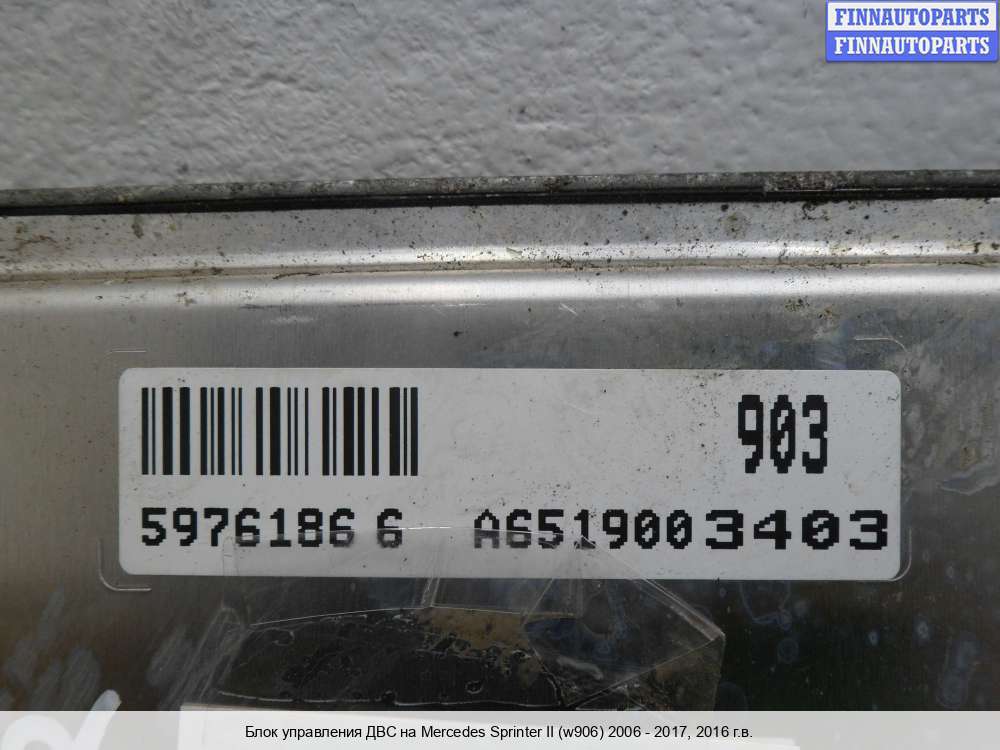 FINNAUTOPARTS
FINNAUTOPARTS
903
5976186 6 A6519003403
Блок управления ДВС на Mercedes Sprinter II (w906) 2006 - 2017, 2016 г.в.